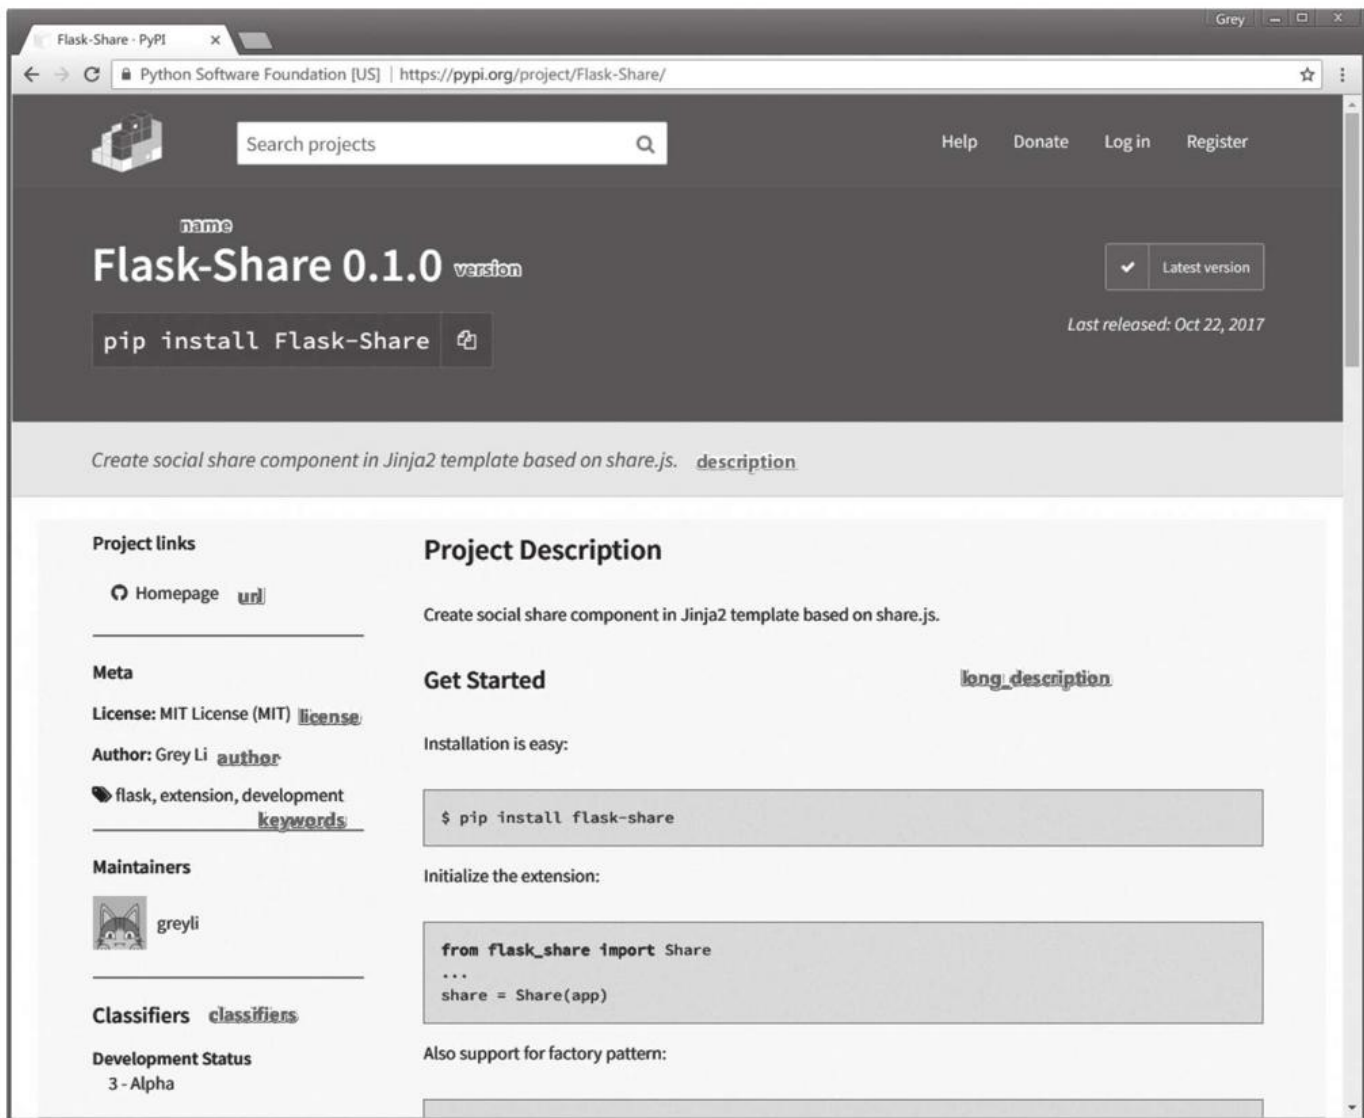 Grey
Flask-Share · PyPI
Python Software Foundation [US] | https://pypi.org/project/Flask-Share/
Search projects
Help Donate Log in Register
name
Flask-Share 0.1.0 version
Latest version
pip install Flask-Share
Last released: Oct 22, 2017
Create social share component in Jinja2 template based on share.js. description
Project links
Homepage url
Meta
License: MIT License (MIT) license
Author: Grey Li author
flask, extension, development
keywords
Maintainers
greyli
Classifiers classifiers
Development Status
3 - Alpha
Project Description
Create social share component in Jinja2 template based on share.js.
Get Started
long_description
Installation is easy:
$ pip install flask-share
Initialize the extension:
from flask_share import Share
...
share = Share(app)
Also support for factory pattern: